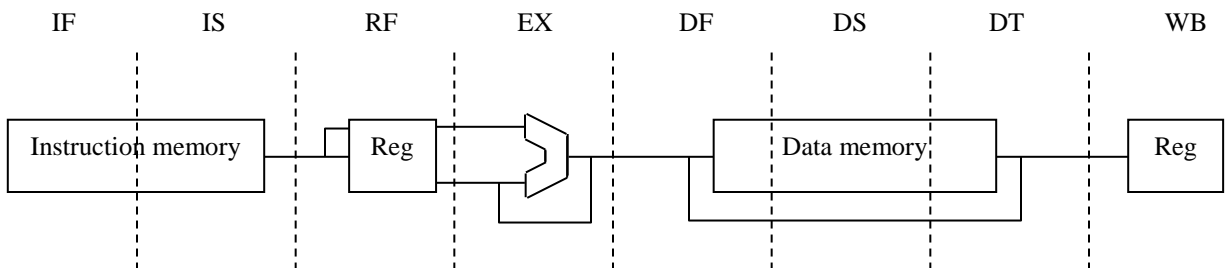 IF IS RF EX DF DS DT WB
Instruction memory Reg Data memory Reg